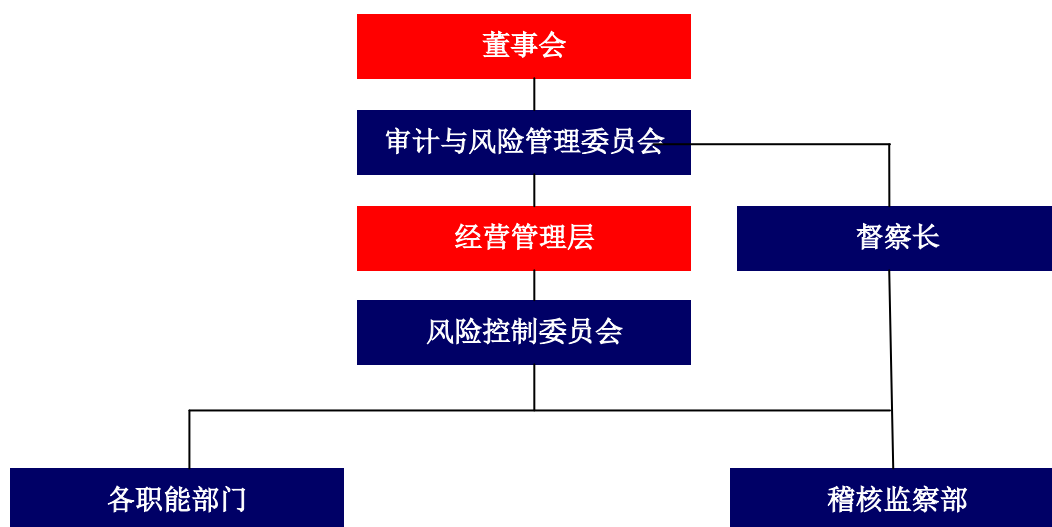 董事会
审计与风险管理委员会
经营管理层
督察长
风险控制委员会
各职能部门
稽核监察部